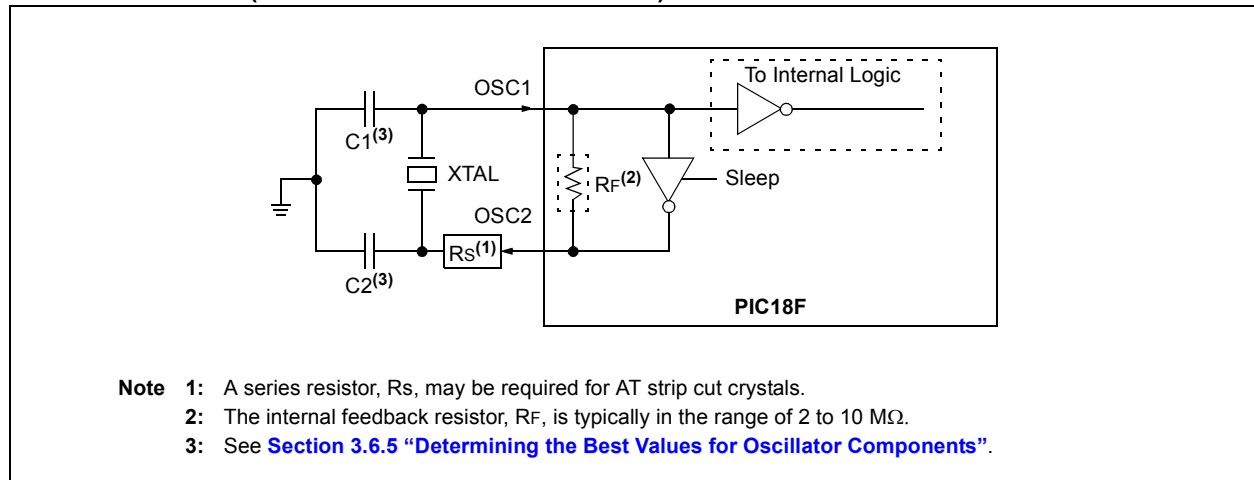 To Internal Logic
OSC1
C1(3)
XTAL
RF(2)
Sleep
OSC2
RS(1)
C2(3)
PIC18F
Note 1: A series resistor, Rs, may be required for AT strip cut crystals.
2: The internal feedback resistor, RF, is typically in the range of 2 to 10 MΩ.
3: See Section 3.6.5 “Determining the Best Values for Oscillator Components”.